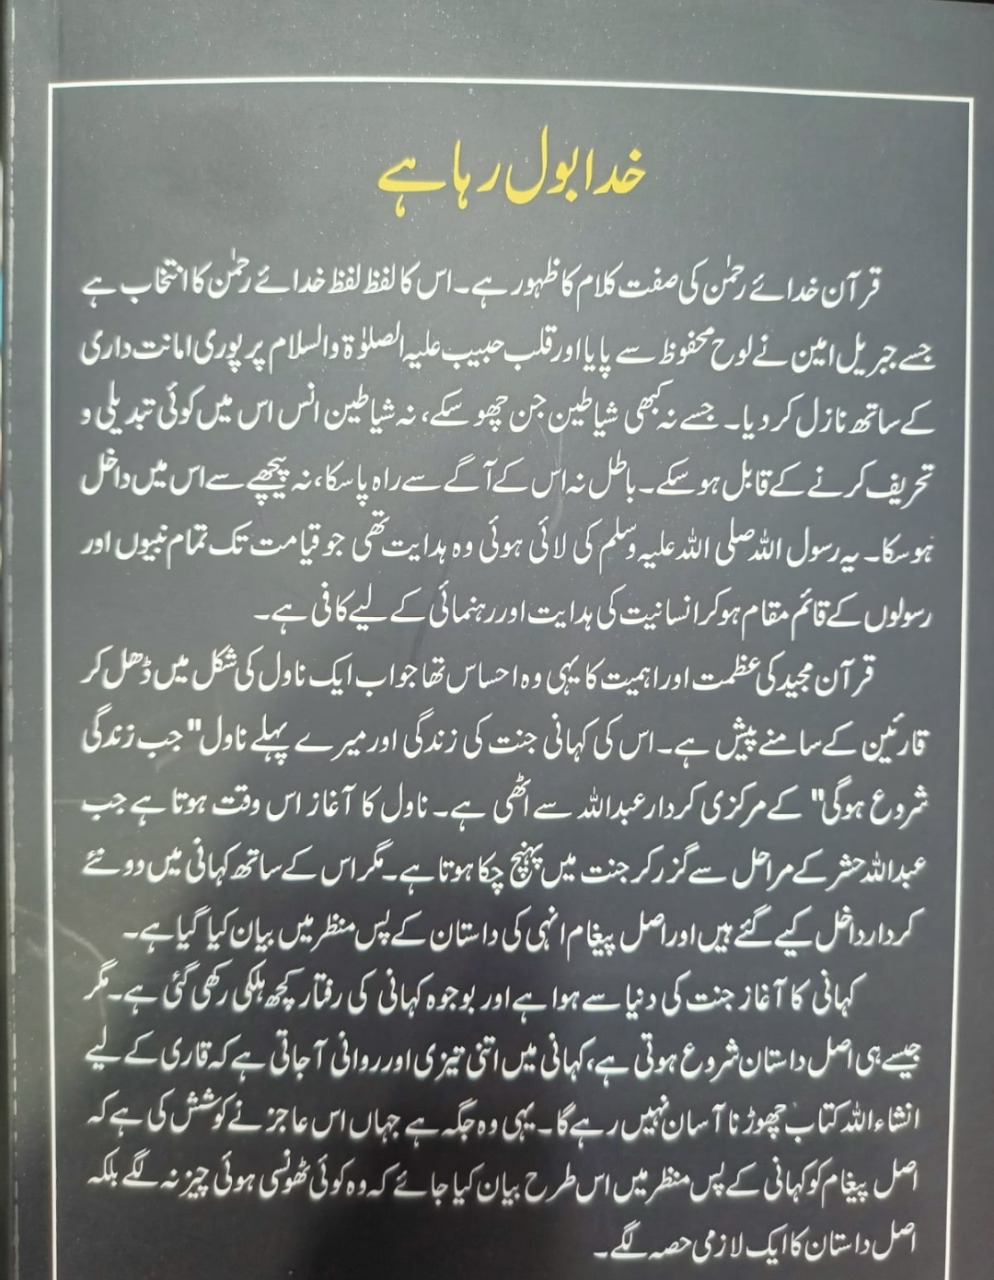 خدا بول رہا ہے
قرآن خدائے رحمٰن کی صفت کلام کا ظہور ہے۔ اس کا لفظ لفظ خدائے رحمٰن کا انتخاب ہے
جسے جبریل امین نے لوح محفوظ سے پایا اور قلب حبیب علیہ الصلوٰۃ والسلام پر پوری امانت داری
کے ساتھ نازل کر دیا۔ جسے نہ کبھی شیاطین جن چھو سکے، نہ شیاطین انس اس میں کوئی تبدیلی و
تحریف کرنے کے قابل ہو سکے۔ باطل نہ اس کے آگے سے راہ پا سکا، نہ پیچھے سے اس میں داخل
ہو سکا۔ یہ رسول اللہ صلی اللہ علیہ وسلم کی لائی ہوئی وہ ہدایت تھی جو قیامت تک تمام نبیوں اور
رسولوں کے قائم مقام ہو کر انسانیت کی ہدایت اور رہنمائی کے لیے کافی ہے۔
قرآن مجید کی عظمت اور اہمیت کا یہی وہ احساس تھا جو اب ایک ناول کی شکل میں ڈھل کر
قارئین کے سامنے پیش ہے۔ اس کی کہانی جنت کی زندگی اور میرے پہلے ناول "جب زندگی
شروع ہوگی" کے مرکزی کردار عبداللہ سے اٹھی ہے۔ ناول کا آغاز اس وقت ہوتا ہے جب
عبداللہ حشر کے مراحل سے گزر کر جنت میں پہنچ چکا ہوتا ہے۔ مگر اس کے ساتھ کہانی میں دو نئے
کردار داخل کیے گئے ہیں اور اصل پیغام انہی کی داستان کے پس منظر میں بیان کیا گیا ہے۔
کہانی کا آغاز جنت کی دنیا سے ہوا ہے اور بوجوہ کہانی کی رفتار کچھ ہلکی رکھی گئی ہے۔ مگر
جیسے ہی اصل داستان شروع ہوتی ہے، کہانی میں اتنی تیزی اور روانی آجاتی ہے کہ قاری کے لیے
انشاء اللہ کتاب چھوڑنا آسان نہیں رہے گا۔ یہی وہ جگہ ہے جہاں اس عاجز نے کوشش کی ہے کہ
اصل پیغام کو کہانی کے پس منظر میں اس طرح بیان کیا جائے کہ وہ کوئی ٹھونسی ہوئی چیز نہ لگے بلکہ
اصل داستان کا ایک لازمی حصہ لگے۔